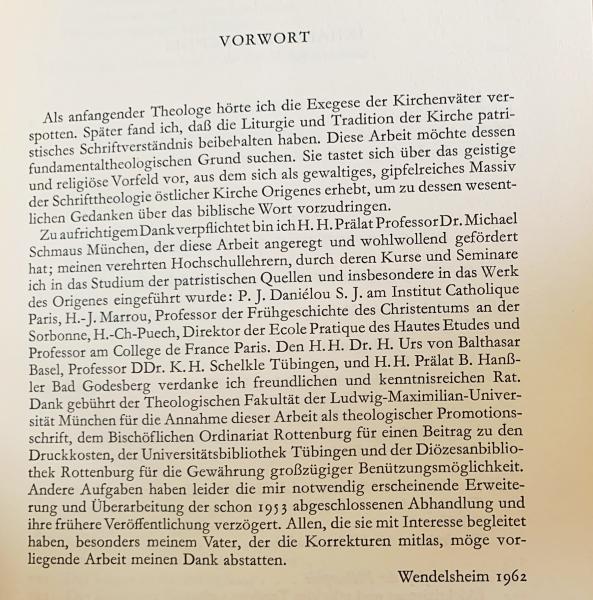 VORWORT
Als anfangender Theologe hörte ich die Exegese der Kirchenväter ver-
spotten. Später fand ich, daß die Liturgie und Tradition der Kirche patri-
stisches Schriftverständnis beibehalten haben. Diese Arbeit möchte dessen
fundamentaltheologischen Grund suchen. Sie tastet sich über das geistige
und religiöse Vorfeld vor, aus dem sich als gewaltiges, gipfelreiches Massiv
der Schrifttheologie östlicher Kirche Origenes erhebt, um zu dessen wesent-
lichen Gedanken über das biblische Wort vorzudringen.
Zu aufrichtigem Dank verpflichtet bin ich H. H. Prälat Professor Dr. Michael
Schmaus München, der diese Arbeit angeregt und wohlwollend gefördert
hat; meinen verehrten Hochschullehrern, durch deren Kurse und Seminare
ich in das Studium der patristischen Quellen und insbesondere in das Werk
des Origenes eingeführt wurde: P. J. Daniélou S. J. am Institut Catholique
Paris, H.-J. Marrou, Professor der Frühgeschichte des Christentums an der
Sorbonne, H.-Ch-Puech, Direktor der Ecole Pratique des Hautes Etudes und
Professor am College de France Paris. Den H. H. Dr. H. Urs von Balthasar
Basel, Professor DDr. K. H. Schelkle Tübingen, und H. H. Prälat B. Hanß-
ler Bad Godesberg verdanke ich freundlichen und kenntnisreichen Rat.
Dank gebührt der Theologischen Fakultät der Ludwig-Maximilian-Univer-
sität München für die Annahme dieser Arbeit als theologischer Promotions-
schrift, dem Bischöflichen Ordinariat Rottenburg für einen Beitrag zu den
Druckkosten, der Universitätsbibliothek Tübingen und der Diözesanbiblio-
thek Rottenburg für die Gewährung großzügiger Benützungsmöglichkeit.
Andere Aufgaben haben leider die mir notwendig erscheinende Erweite-
rung und Überarbeitung der schon 1953 abgeschlossenen Abhandlung und
ihre frühere Veröffentlichung verzögert. Allen, die sie mit Interesse begleitet
haben, besonders meinem Vater, der die Korrekturen mitlas, möge vor-
liegende Arbeit meinen Dank abstatten.
Wendelsheim 1962